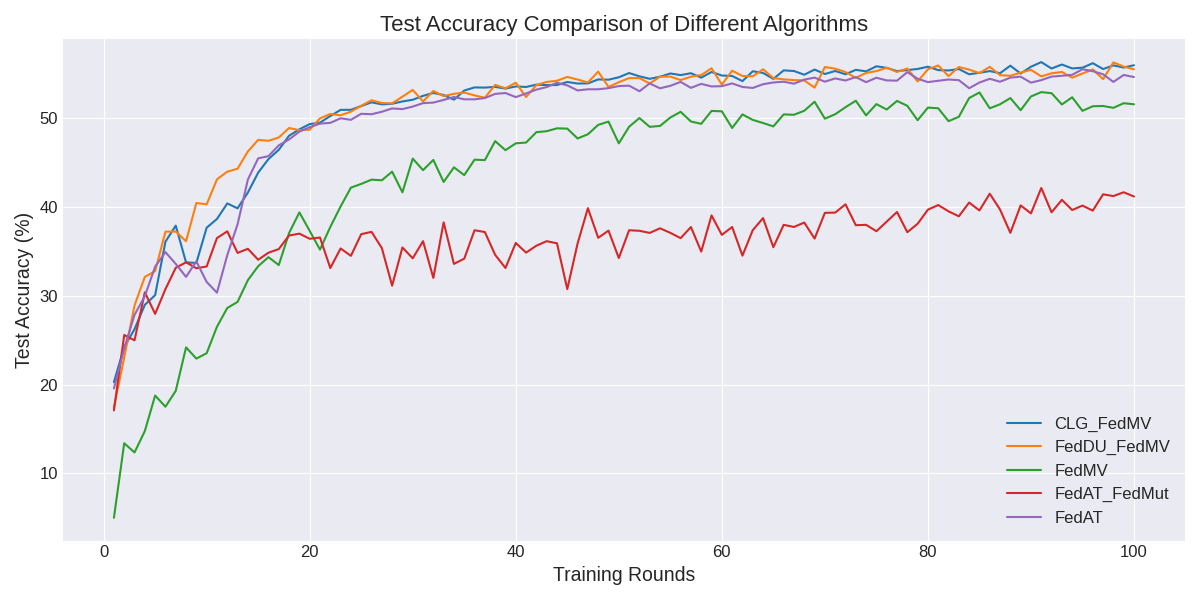 Test Accuracy Comparison of Different Algorithms
Test Accuracy (%)
50
40
30
20
10
CLG_FedMV
FedDU_FedMV
FedMV
FedAT_FedMut
FedAT
0 20 40 60 80 100
Training Rounds